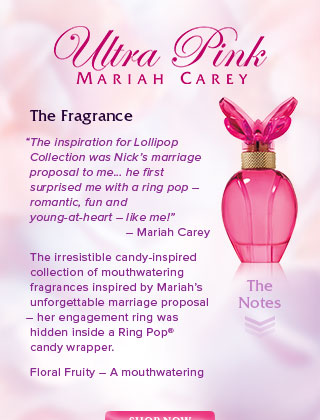 Ultra Pink
MARIAH CAREY
The Fragrance
“The inspiration for Lollipop
Collection was Nick’s marriage
proposal to me... he first
surprised me with a ring pop –
romantic, fun and
young-at-heart – like me!”
– Mariah Carey
The irresistible candy-inspired
collection of mouthwatering
fragrances inspired by Mariah’s
unforgettable marriage proposal
– her engagement ring was
hidden inside a Ring Pop®
candy wrapper.
The
Notes
Floral Fruity – A mouthwatering
SHOP NOW